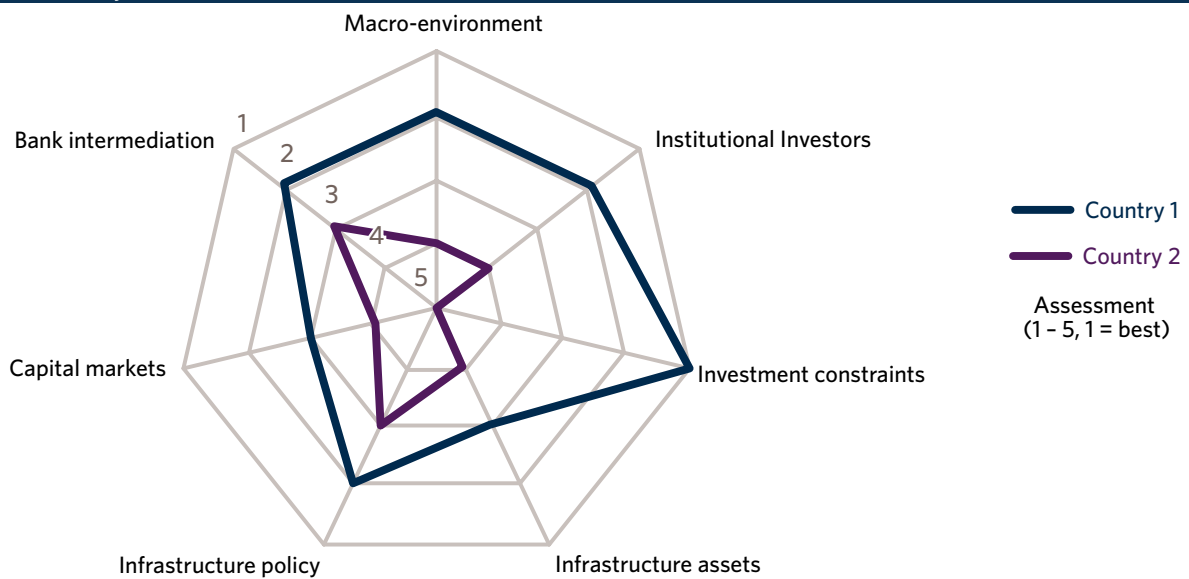 Macro-environment
1
Bank intermediation
Institutional Investors
2
3
Country 1
4
Country 2
5
Assessment
(1 – 5, 1 = best)
Capital markets
Investment constraints
Infrastructure policy
Infrastructure assets